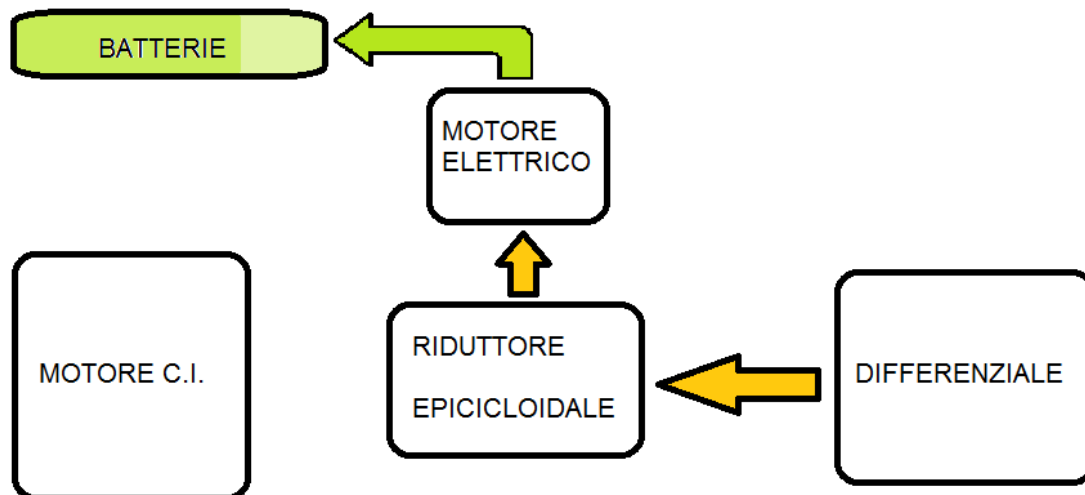 BATTERIE
MOTORE
ELETTRICO
MOTORE C.I.
RIDUTTORE
EPICICLOIDALE
DIFFERENZIALE